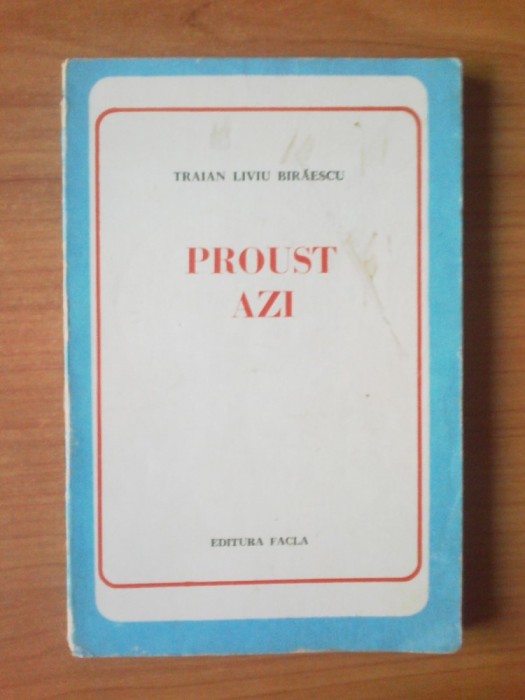 TRAIAN LIVIU BIRĂESCU
PROUST
AZI
EDITURA FACLA